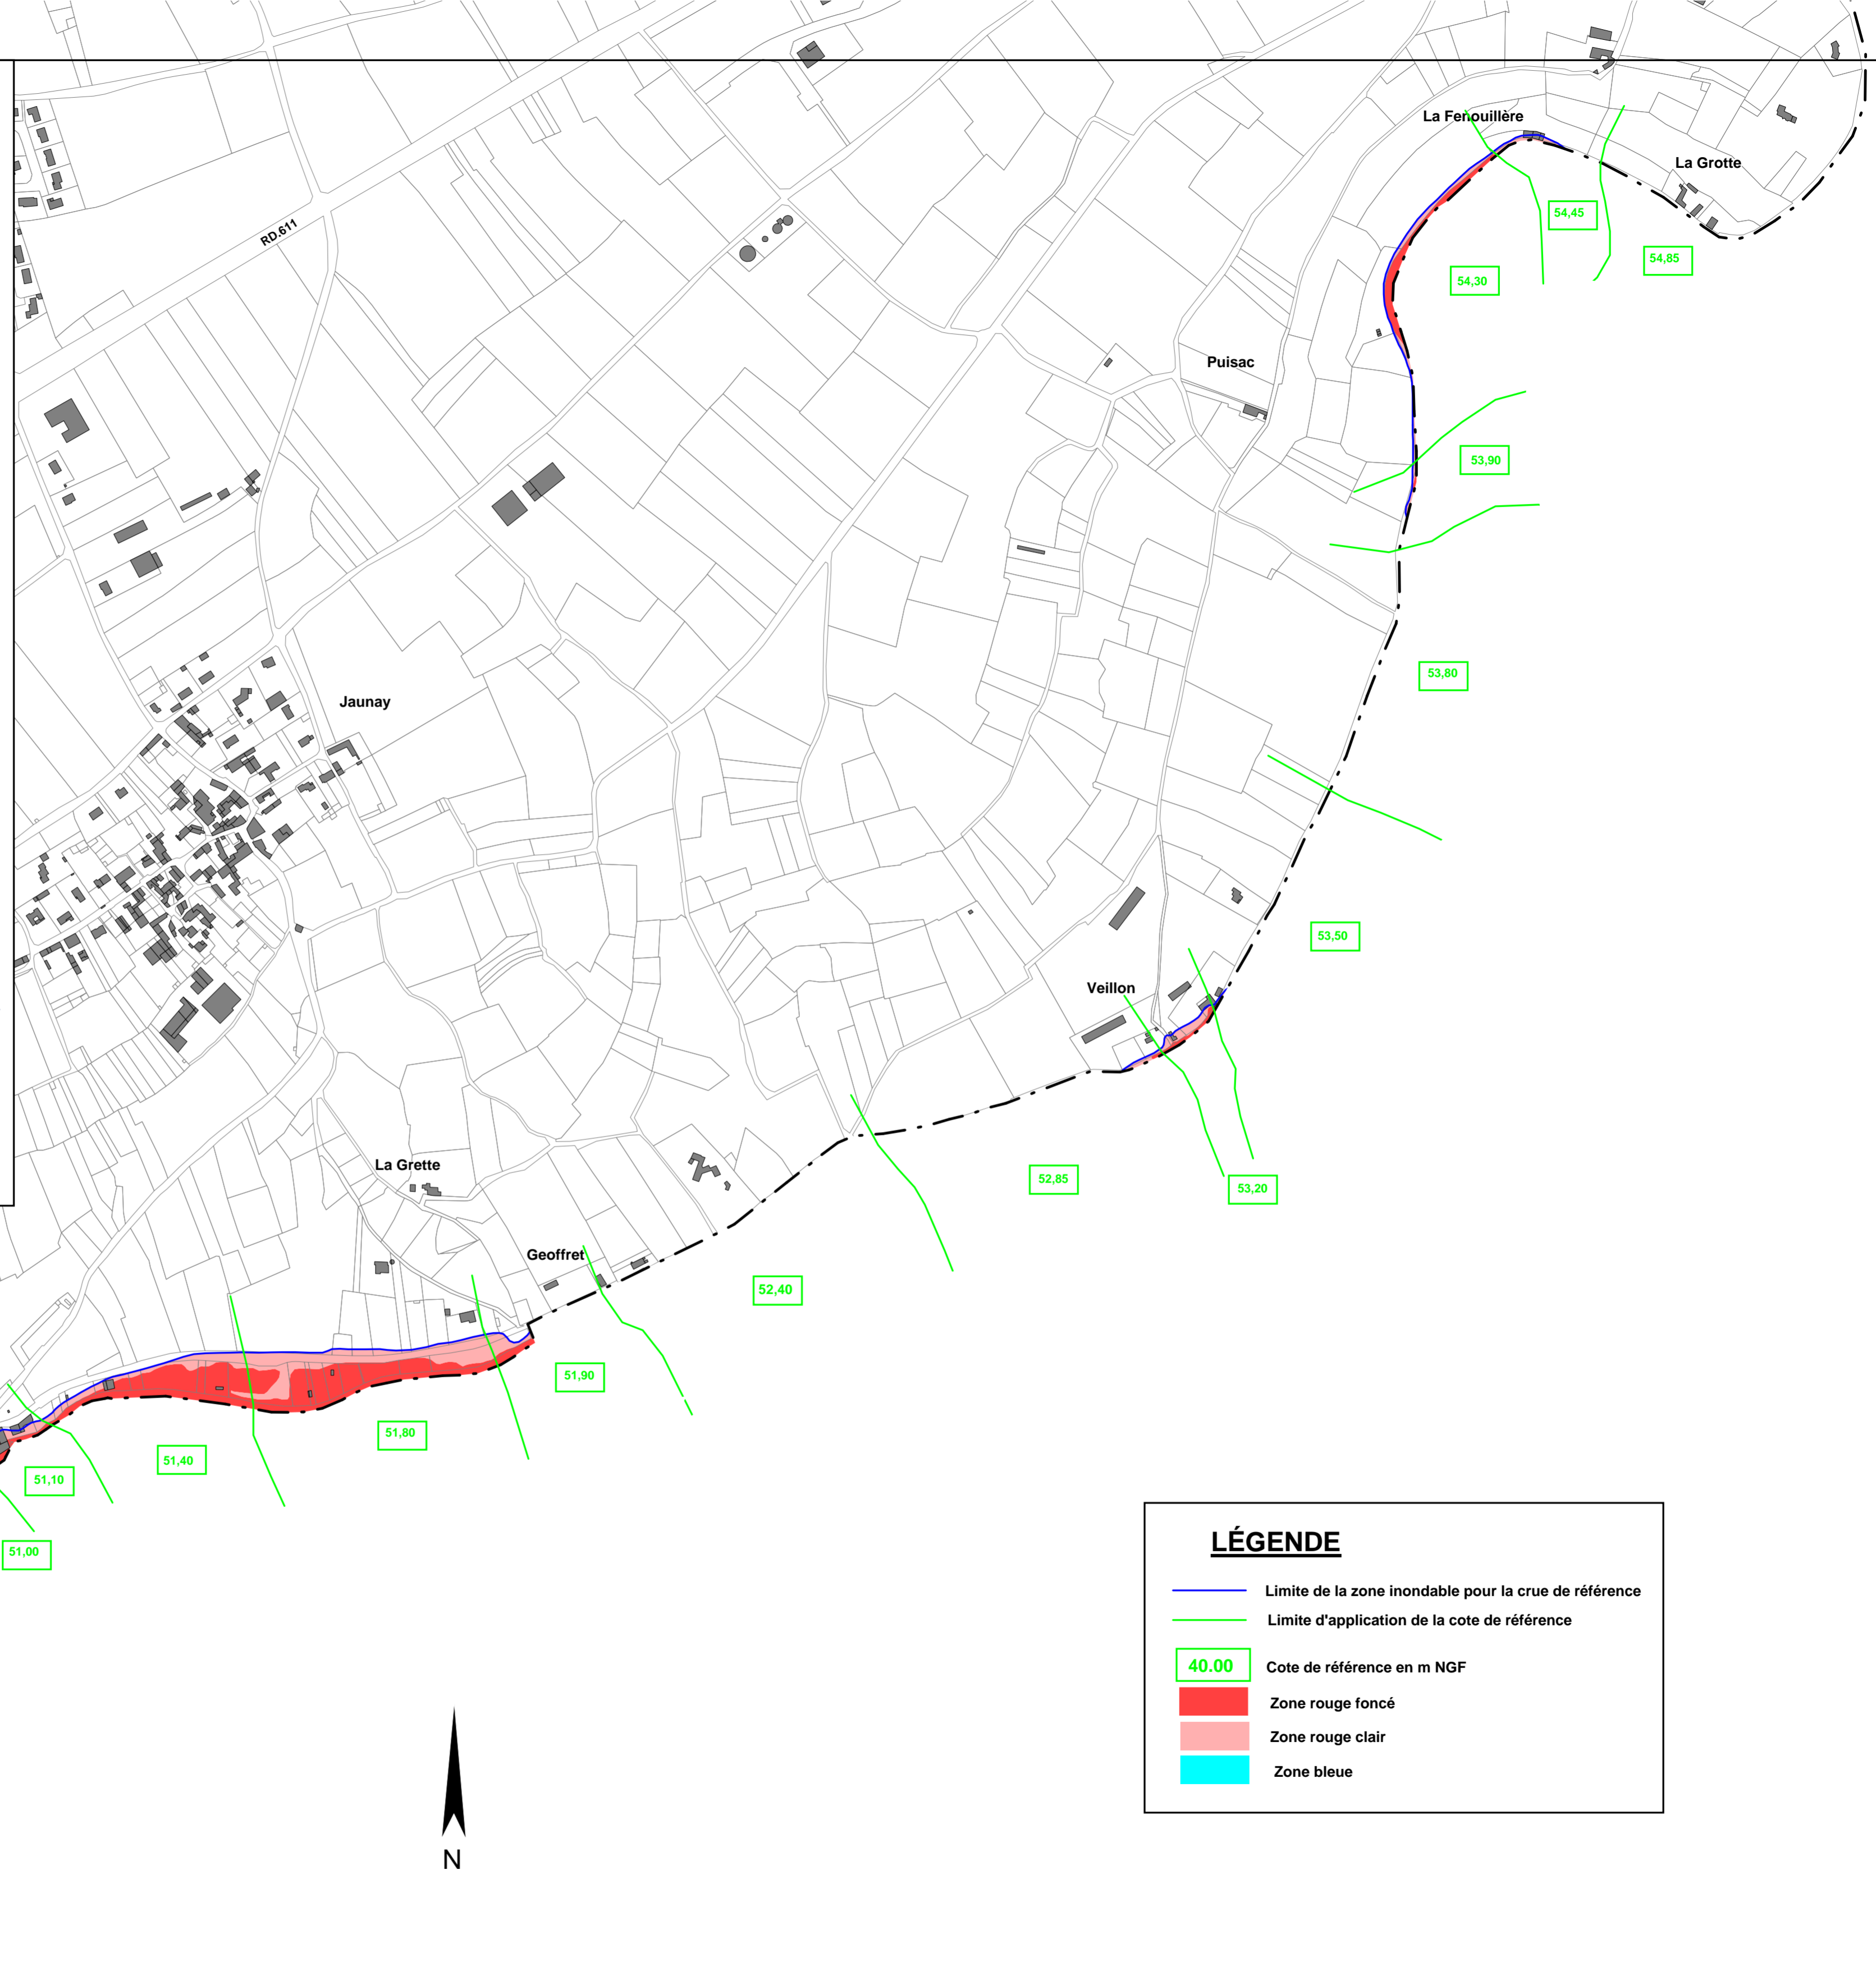 La Fenouillère
La Grotte
54,45
RD.611
54,85
54,30
Puisac
53,90
53,80
Jaunay
53,50
Veillon
La Grette
52,85
53,20
Geoffret
52,40
51,90
51,80
51,40
51,10
51,00
LÉGENDE
Limite de la zone inondable pour la crue de référence
Limite d'application de la cote de référence
40.00
Cote de référence en m NGF
Zone rouge foncé
Zone rouge clair
Zone bleue
N